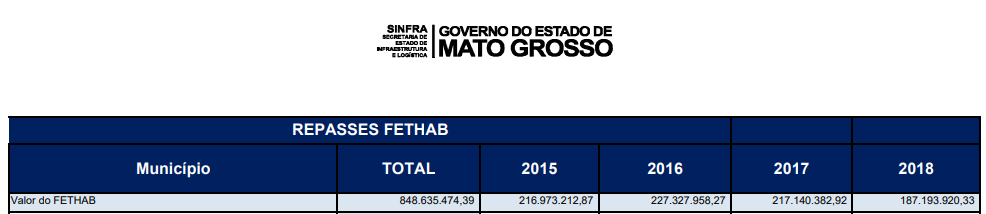 SINFRA
SECRETARIA DE
ESTADO DE
INFRAESTRUTURA
E LOGÍSTICA
GOVERNO DO ESTADO DE
MATO GROSSO
REPASSES FETHAB
Município TOTAL 2015 2016 2017 2018
Valor do FETHAB 848.635.474,39 216.973.212,87 227.327.958,27 217.140.382,92 187.193.920,33